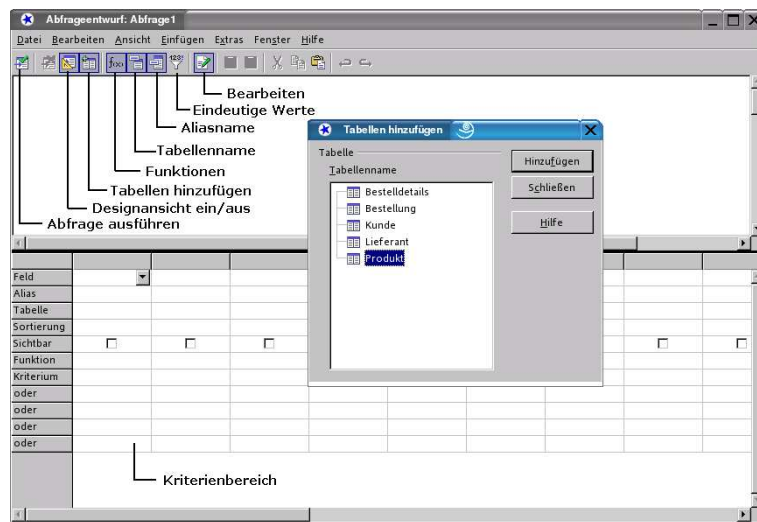 Abfrageentwurf: Abfrage1
Datei Bearbeiten Ansicht Einfügen Extras Fenster Hilfe
f(x)
123!
Bearbeiten
Eindeutige Werte
Aliasname
Tabellenname
Funktionen
Tabellen hinzufügen
Designansicht ein/aus
Abfrage ausführen
Tabellen hinzufügen
Tabelle
Tabellenname
Bestelldetails
Bestellung
Kunde
Lieferant
Produkt
Hinzufügen
Schließen
Hilfe
Feld
Alias
Tabelle
Sortierung
Sichtbar
Funktion
Kriterium
oder
oder
oder
oder
Kriterienbereich